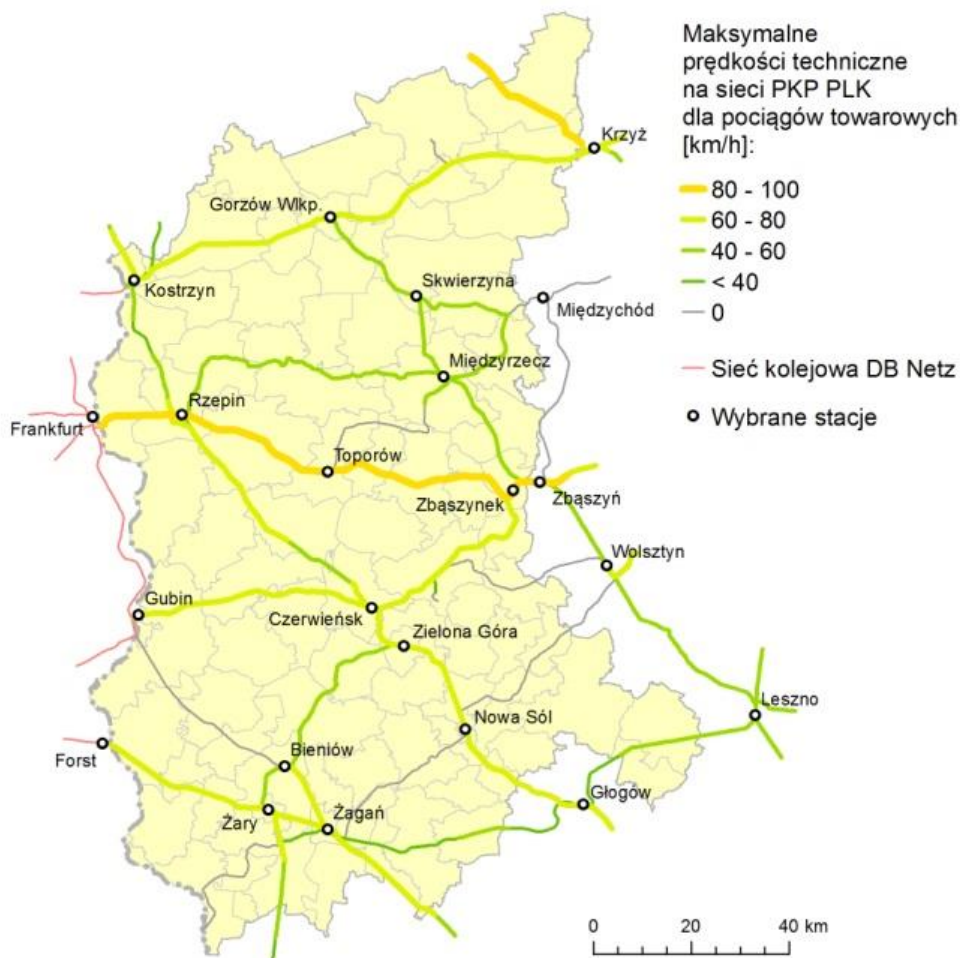 Maksymalne
prędkości techniczne
na sieci PKP PLK
dla pociągów towarowych
[km/h]:
80 - 100
60 - 80
40 - 60
< 40
0
Sieć kolejowa DB Netz
Wybrane stacje
Krzyż
Gorzów Wlkp.
Kostrzyn
Skwierzyna
Międzychód
Międzyrzecz
Rzepin
Frankfurt
Toporów
Zbąszynek
Zbąszyń
Wolsztyn
Gubin
Czerwieńsk
Zielona Góra
Leszno
Nowa Sól
Forst
Bieniów
Głogów
Żary
Żagań
0 20 40 km